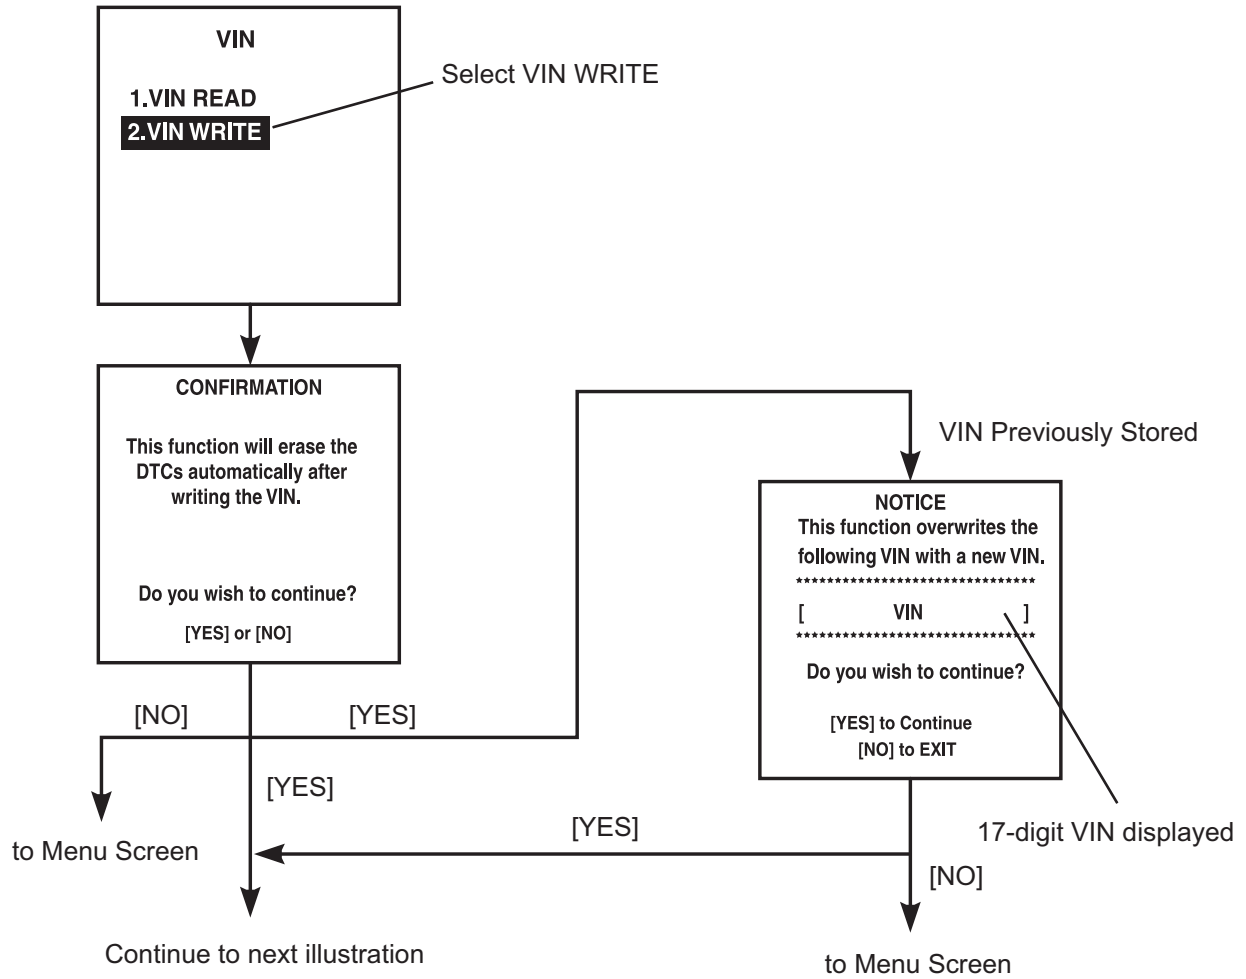 VIN
Select VIN WRITE
1.VIN READ
2.VIN WRITE
CONFIRMATION
This function will erase the
DTCs automatically after
writing the VIN.
Do you wish to continue?
[YES] or [NO]
VIN Previously Stored
NOTICE
This function overwrites the
following VIN with a new VIN.
*******************************
[ VIN ]
*******************************
Do you wish to continue?
[YES] to Continue
[NO] to EXIT
[NO]
[YES]
[YES]
[YES]
17-digit VIN displayed
to Menu Screen
[NO]
Continue to next illustration
to Menu Screen